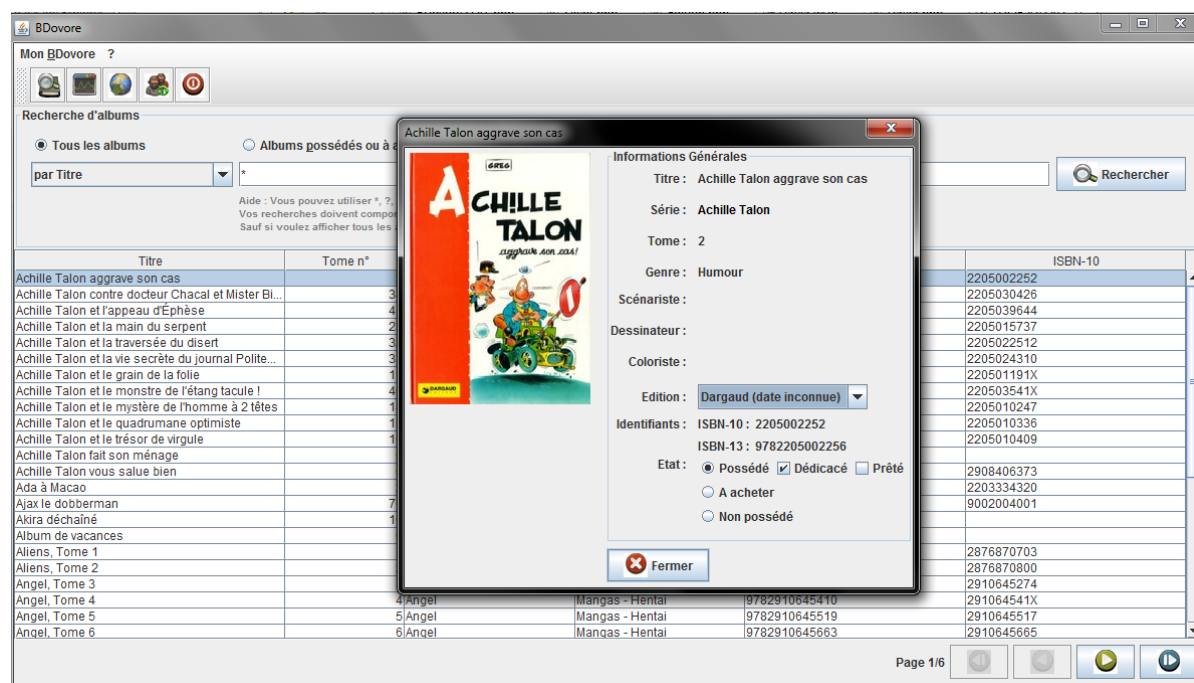 BDovore
Mon BDovore ?
Recherche d'albums
Tous les albums
Albums possédés ou à a
par Titre
*
Rechercher
Aide : Vous pouvez utiliser *, ?,
Vos recherches doivent compor
Sauf si voulez afficher tous les
Titre Tome n° ISBN-10
Achille Talon aggrave son cas 2205002252
Achille Talon contre docteur Chacal et Mister Bi... 3 2205030426
Achille Talon et l'appeau d'Éphèse 4 2205039644
Achille Talon et la main du serpent 2 2205015737
Achille Talon et la traversée du disert 3 2205022512
Achille Talon et la vie secrète du journal Polite... 3 2205024310
Achille Talon et le grain de la folie 1 220501191X
Achille Talon et le monstre de l'étang tacule ! 4 220503541X
Achille Talon et le mystère de l'homme à 2 têtes 1 2205010247
Achille Talon et le quadrumane optimiste 1 2205010336
Achille Talon et le trésor de virgule 1 2205010409
Achille Talon fait son ménage
Achille Talon vous salue bien 2908406373
Ada à Macao 2203334320
Ajax le dobberman 7 9002004001
Akira déchaîné 1
Album de vacances
Aliens, Tome 1 2876870703
Aliens, Tome 2 2876870800
Angel, Tome 3 2910645274
Angel, Tome 4 4 Angel Mangas - Hentai 9782910645410 291064541X
Angel, Tome 5 5 Angel Mangas - Hentai 9782910645519 2910645517
Angel, Tome 6 6 Angel Mangas - Hentai 9782910645663 2910645665
Page 1/6
Achille Talon aggrave son cas
GREG
ACHILLE
TALON
aggrave son cas!
DARGAUD
Informations Générales
Titre : Achille Talon aggrave son cas
Série : Achille Talon
Tome : 2
Genre : Humour
Scénariste :
Dessinateur :
Coloriste :
Edition : Dargaud (date inconnue)
Identifiants : ISBN-10 : 2205002252
ISBN-13 : 9782205002256
Etat : Possédé Dédicacé Prêté
A acheter
Non possédé
Fermer